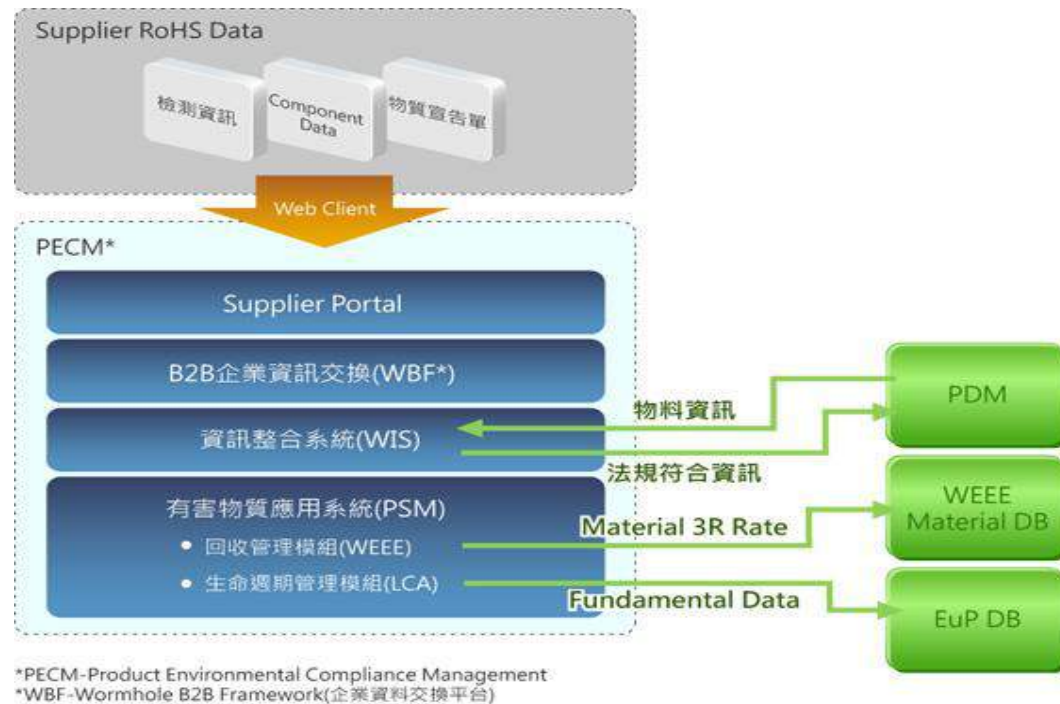 Supplier RoHS Data
檢測資訊
Component
Data
物質宣告單
Web Client
PECM*
Supplier Portal
B2B企業資訊交換(WBF*)
資訊整合系統(WIS)
有害物質應用系統(PSM)
• 回收管理模組(WEEE)
• 生命週期管理模組(LCA)
物料資訊
法規符合資訊
Material 3R Rate
Fundamental Data
PDM
WEEE
Material DB
EuP DB
*PECM-Product Environmental Compliance Management
*WBF-Wormhole B2B Framework(企業資料交換平台)